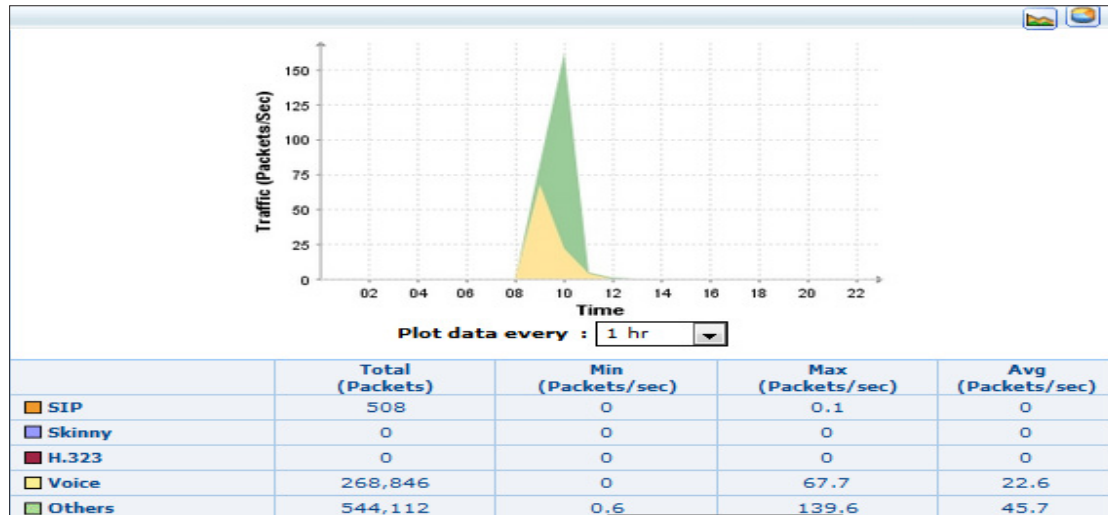 150
125
100
75
50
25
0
Traffic (Packets/Sec)
02 04 06 08 10 12 14 16 18 20 22
Time
Plot data every : 1 hr
Total (Packets) Min (Packets/sec) Max (Packets/sec) Avg (Packets/sec)
SIP 508 0 0.1 0
Skinny 0 0 0 0
H.323 0 0 0 0
Voice 268,846 0 67.7 22.6
Others 544,112 0.6 139.6 45.7